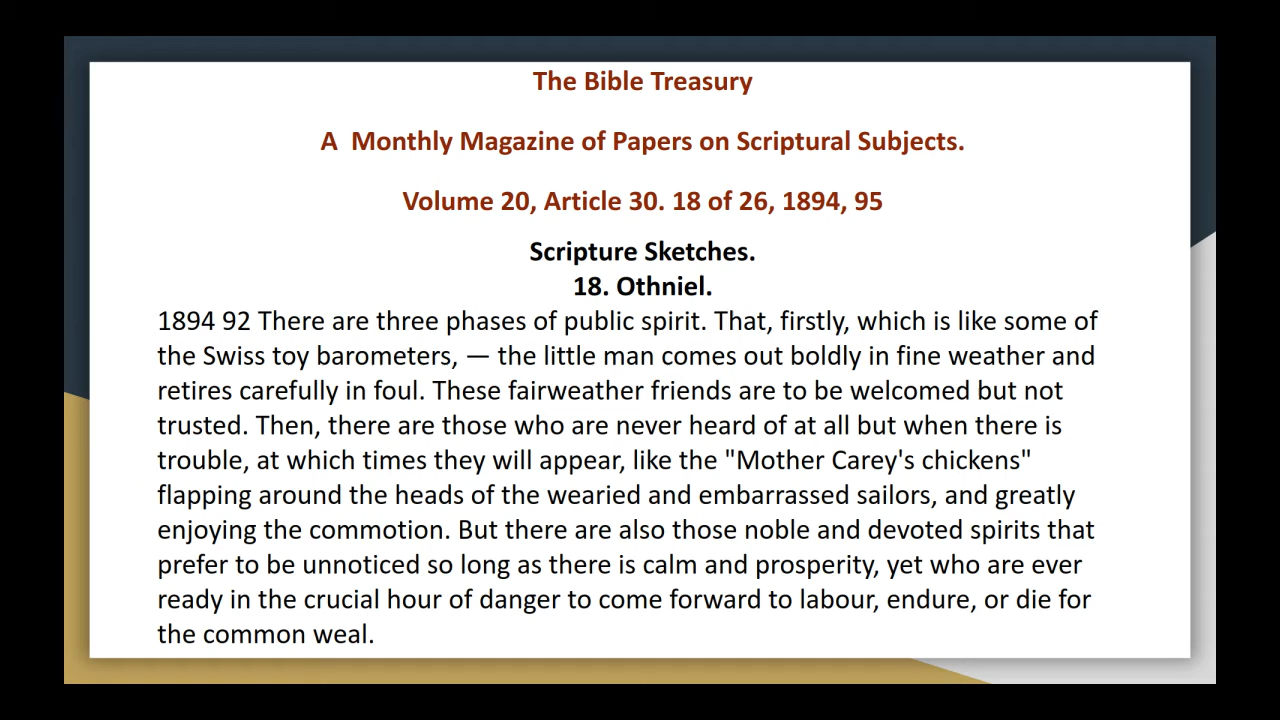 The Bible Treasury
A  Monthly Magazine of Papers on Scriptural Subjects.
Volume 20, Article 30. 18 of 26, 1894, 95
Scripture Sketches.
18. Othniel.
1894 92 There are three phases of public spirit. That, firstly, which is like some of
the Swiss toy barometers, — the little man comes out boldly in fine weather and
retires carefully in foul. These fairweather friends are to be welcomed but not
trusted. Then, there are those who are never heard of at all but when there is
trouble, at which times they will appear, like the "Mother Carey's chickens"
flapping around the heads of the wearied and embarrassed sailors, and greatly
enjoying the commotion. But there are also those noble and devoted spirits that
prefer to be unnoticed so long as there is calm and prosperity, yet who are ever
ready in the crucial hour of danger to come forward to labour, endure, or die for
the common weal.